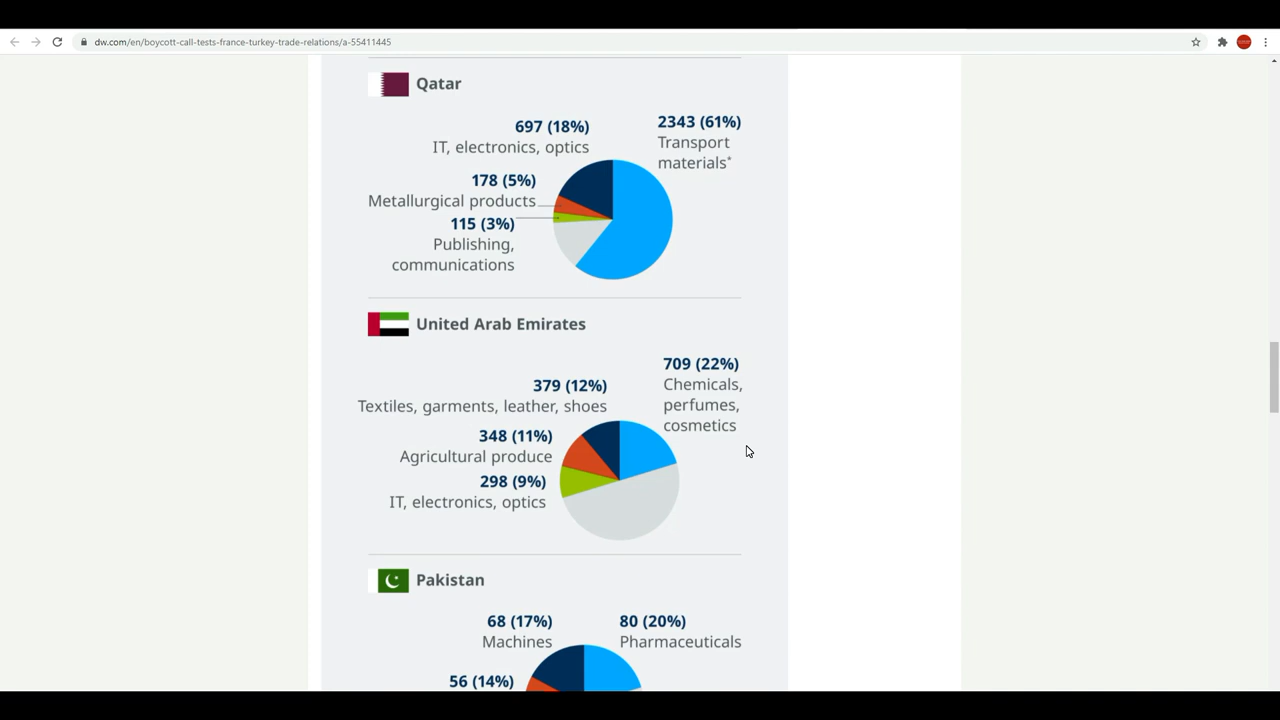 dw.com/en/boycott-call-tests-france-turkey-trade-relations/a-55411445
Qatar
697 (18%)
IT, electronics, optics
2343 (61%)
Transport
materials*
178 (5%)
Metallurgical products
115 (3%)
Publishing,
communications
United Arab Emirates
709 (22%)
Chemicals,
perfumes,
cosmetics
379 (12%)
Textiles, garments, leather, shoes
348 (11%)
Agricultural produce
298 (9%)
IT, electronics, optics
Pakistan
68 (17%)
Machines
80 (20%)
Pharmaceuticals
56 (14%)